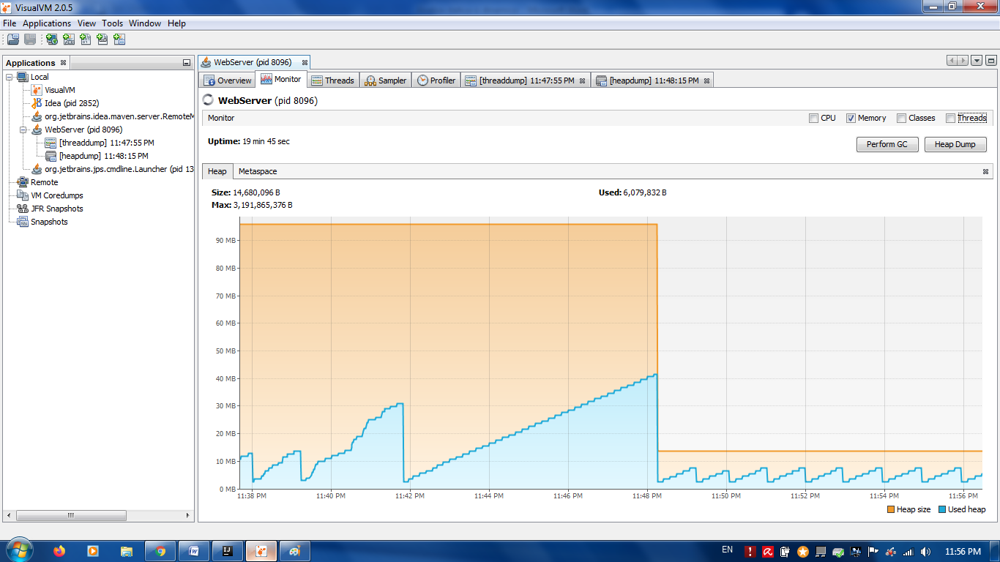 VisualVM 2.0.5
File Applications View Tools Window Help
Applications
Local
VisualVM
Idea (pid 2852)
org.jetbrains.idea.maven.server.RemoteM
WebServer (pid 8096)
[threaddump] 11:47:55 PM
[heapdump] 11:48:15 PM
org.jetbrains.jps.cmdline.Launcher (pid 13
Remote
VM Coredumps
JFR Snapshots
Snapshots
WebServer (pid 8096)
Overview Monitor Threads Sampler Profiler [threaddump] 11:47:55 PM [heapdump] 11:48:15 PM
WebServer (pid 8096)
Monitor CPU Memory Classes Threads
Uptime: 19 min 45 sec
Perform GC Heap Dump
Heap Metaspace
Size: 14,680,096 B Used: 6,079,832 B
Max: 3,191,865,376 B
90 MB
80 MB
70 MB
60 MB
50 MB
40 MB
30 MB
20 MB
10 MB
0 MB
11:38 PM 11:40 PM 11:42 PM 11:44 PM 11:46 PM 11:48 PM 11:50 PM 11:52 PM 11:54 PM 11:56 PM
Heap size Used heap
EN 11:56 PM